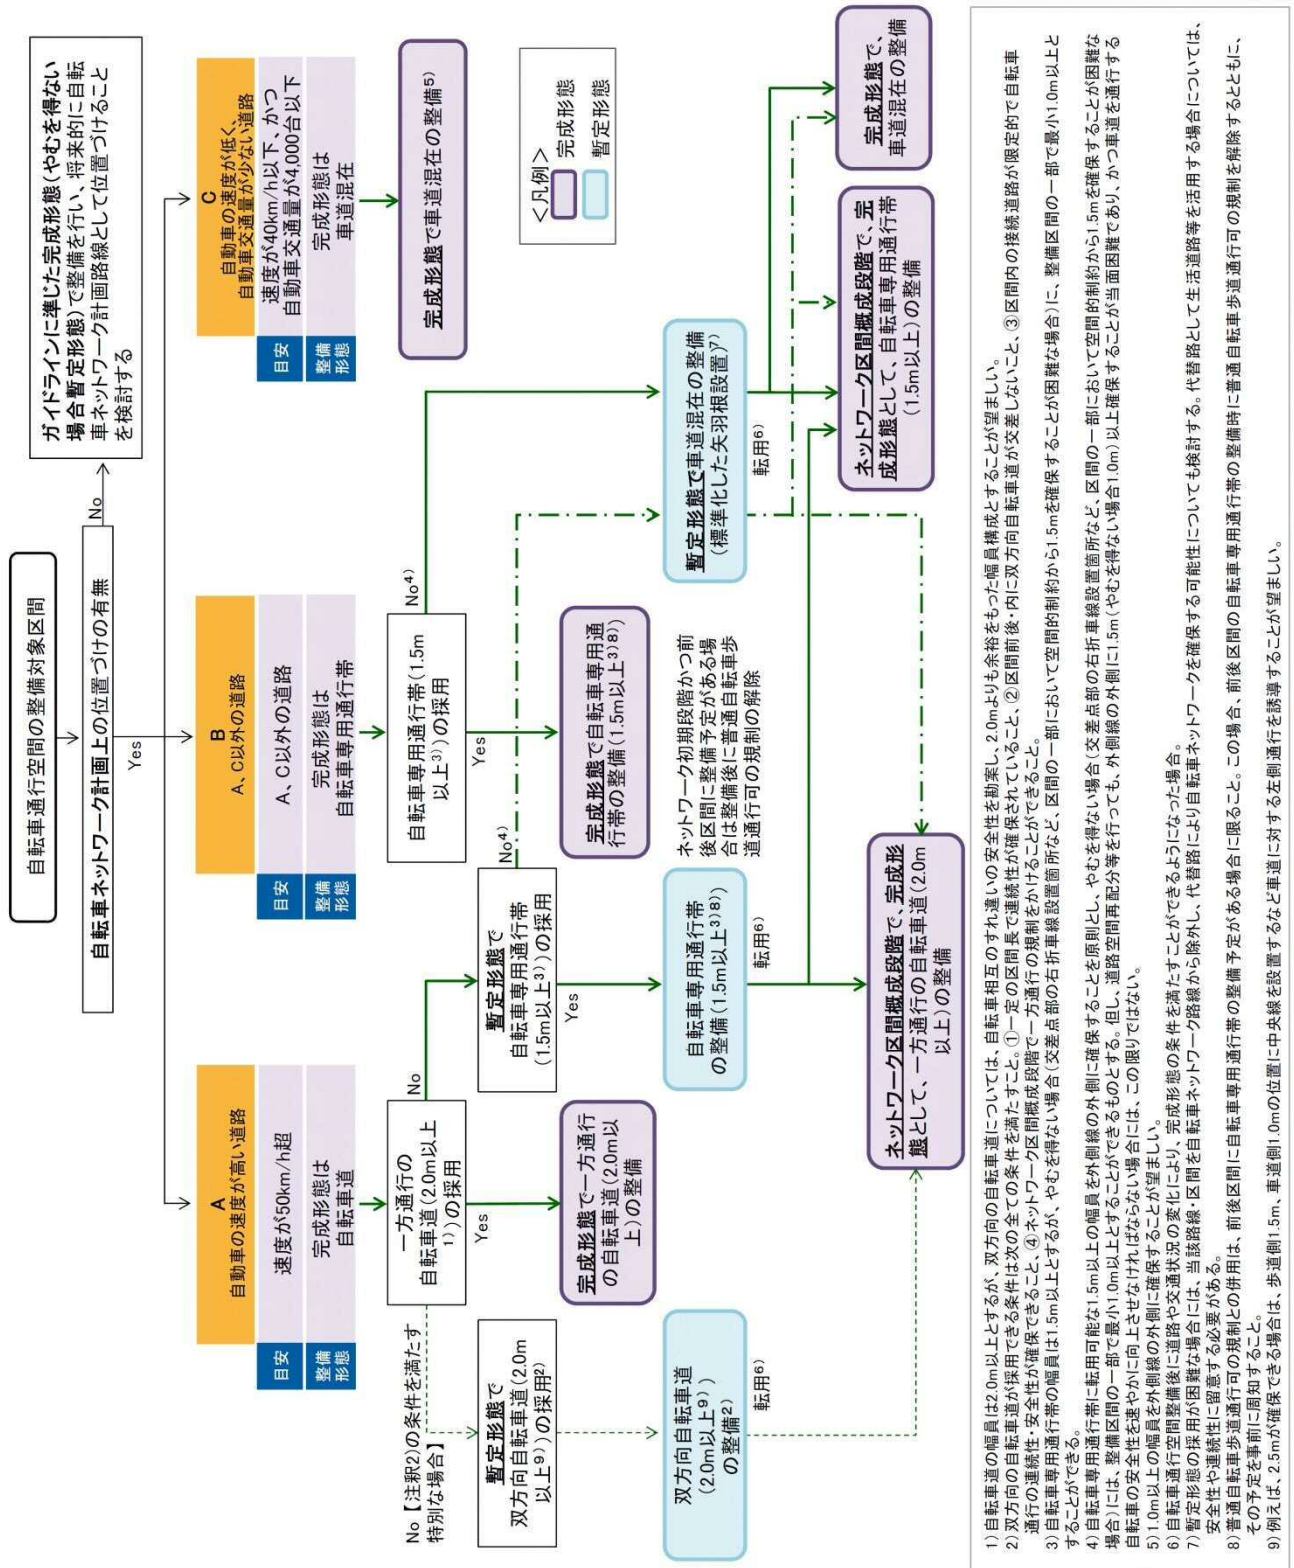 自転車通行空間の整備対象区間
自転車ネットワーク計画上の位置づけの有無
No
Yes
ガイドラインに準じた完成形態(やむを得ない
場合暫定形態)で整備を行い、将来的に自転
車ネットワーク計画路線として位置づけること
を検討する
A
自動車の速度が高い道路
目安
速度が50km/h超
整備
形態
完成形態は
自転車道
B
A、C以外の道路
目安
A、C以外の道路
整備
形態
完成形態は
自転車専用通行帯
C
自動車の速度が低く、
自動車交通量が少ない道路
目安
速度が40km/h以下、かつ
自動車交通量が4,000台以下
整備
形態
完成形態は
車道混在
一方通行の
自転車道(2.0m以上
1))の採用
No【注釈2)の条件を満たす
特別な場合】
No
Yes
自転車専用通行帯(1.5m
以上3))の採用
No4)
Yes
完成形態で車道混在の整備5)
暫定形態で
双方向自転車道(2.0m
以上9))の採用2)
完成形態で一方通行
の自転車道(2.0m以
上)の整備
暫定形態で
自転車専用通行帯
(1.5m以上3))の採用
No4)
Yes
完成形態で自転車専用通
行帯の整備(1.5m以上3)8))
<凡例>
完成形態
暫定形態
双方向自転車道
(2.0m以上9))
の整備2)
転用6)
自転車専用通行帯
の整備(1.5m以上3)8))
転用6)
ネットワーク初期段階かつ前
後区間に整備予定がある場
合は整備後に普通自転車歩
道通行可の規制の解除
暫定形態で車道混在の整備
(標準化した矢羽根設置)7)
転用6)
ネットワーク区間概成段階で、完成形
態として、一方通行の自転車道(2.0m
以上)の整備
ネットワーク区間概成段階で、完
成形態として、自転車専用通行帯
(1.5m以上)の整備
完成形態で、
車道混在の整備
1)自転車道の幅員は2.0m以上とするが、双方向の自転車道については、自転車相互のすれ違いの安全性を勘案し、2.0mよりも余裕をもった幅員構成とすることが望ましい。
2)双方向の自転車道が採用できる条件は次の全ての条件を満たすこと。①一定の区間長で連続性が確保されていること、②区間前後・内に双方向自転車道が交差しないこと、③区間内の接続道路が限定的で自転車
通行の連続性・安全性が確保できること、④ネットワーク区間概成段階で一方通行の規制をかけることができること。
3)自転車専用通行帯の幅員は1.5m以上とするが、やむを得ない場合(交差点部の右折車線設置箇所など、区間の一部において空間的制約から1.5mを確保することが困難な場合)に、整備区間の一部で最小1.0m以上と
することができる。
4)自転車専用通行帯に転用可能な1.5m以上の幅員を外側線の外側に確保することを原則とし、やむを得ない場合(交差点部の右折車線設置箇所など、区間の一部において空間的制約から1.5mを確保することが困難な
場合)には、整備区間の一部で最小1.0m以上とすることができるものとする。但し、道路空間再配分等を行っても、外側線の外側に1.5m(やむを得ない場合1.0m)以上確保することが当面困難であり、かつ車道を通行する
自転車の安全性を速やかに向上させなければならない場合には、この限りではない。
5)1.0m以上の幅員を外側線の外側に確保することが望ましい。
6)自転車通行空間整備後に道路や交通状況の変化により、完成形態の条件を満たすことができるようになった場合。
7)暫定形態の採用が困難な場合には、当該路線・区間を自転車ネットワーク路線から除外し、代替路により自転車ネットワークを確保する可能性についても検討する。代替路として生活道路等を活用する場合については、
安全性や連続性に留意する必要がある。
8)普通自転車歩道通行可の規制との併用は、前後区間に自転車専用通行帯の整備予定がある場合に限ること。この場合、前後区間の自転車専用通行帯の整備時に普通自転車歩道通行可の規制を解除するとともに、
その予定を事前に周知すること。
9)例えば、2.5mが確保できる場合は、歩道側1.5m、車道側1.0mの位置に中央線を設置するなど車道に対する左側通行を誘導することが望ましい。